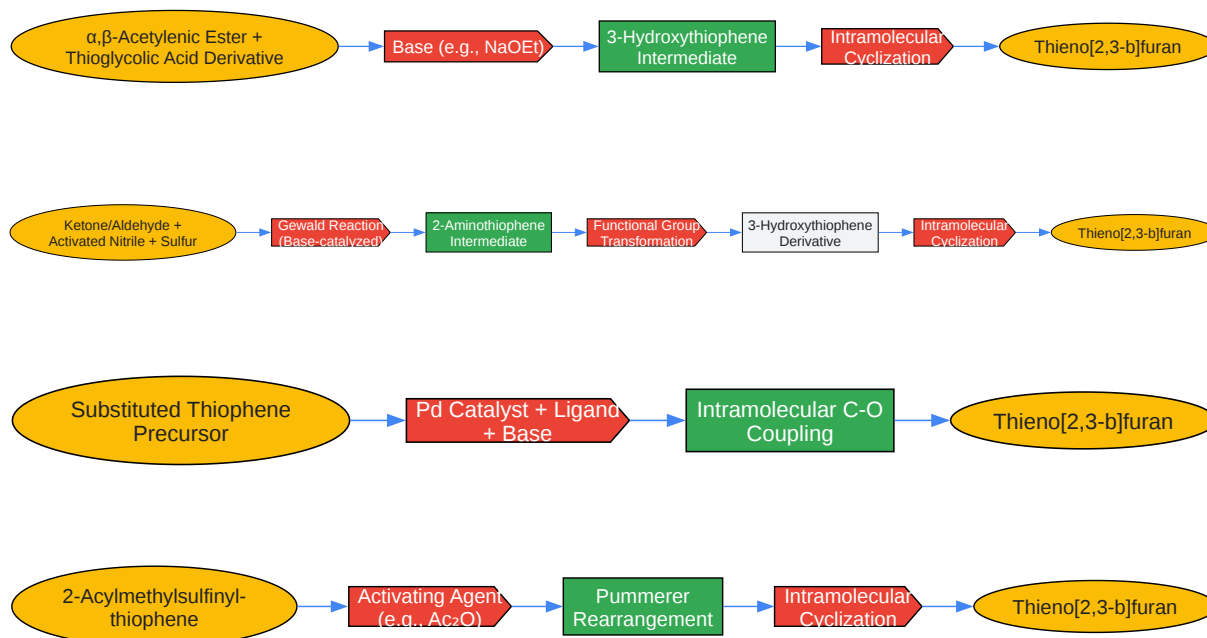 α,β-Acetylenic Ester +
Thioglycolic Acid Derivative
Base (e.g., NaOEt)
3-Hydroxythiophene
Intermediate
Intramolecular
Cyclization
Thieno[2,3-b]furan
Ketone/Aldehyde +
Activated Nitrile + Sulfur
Gewald Reaction
(Base-catalyzed)
2-Aminothiophene
Intermediate
Functional Group
Transformation
3-Hydroxythiophene
Derivative
Intramolecular
Cyclization
Thieno[2,3-b]furan
Substituted Thiophene
Precursor
Pd Catalyst + Ligand
+ Base
Intramolecular C-O
Coupling
Thieno[2,3-b]furan
2-Acylmethylsulfinyl-
thiophene
Activating Agent
(e.g., Ac₂O)
Pummerer
Rearrangement
Intramolecular
Cyclization
Thieno[2,3-b]furan